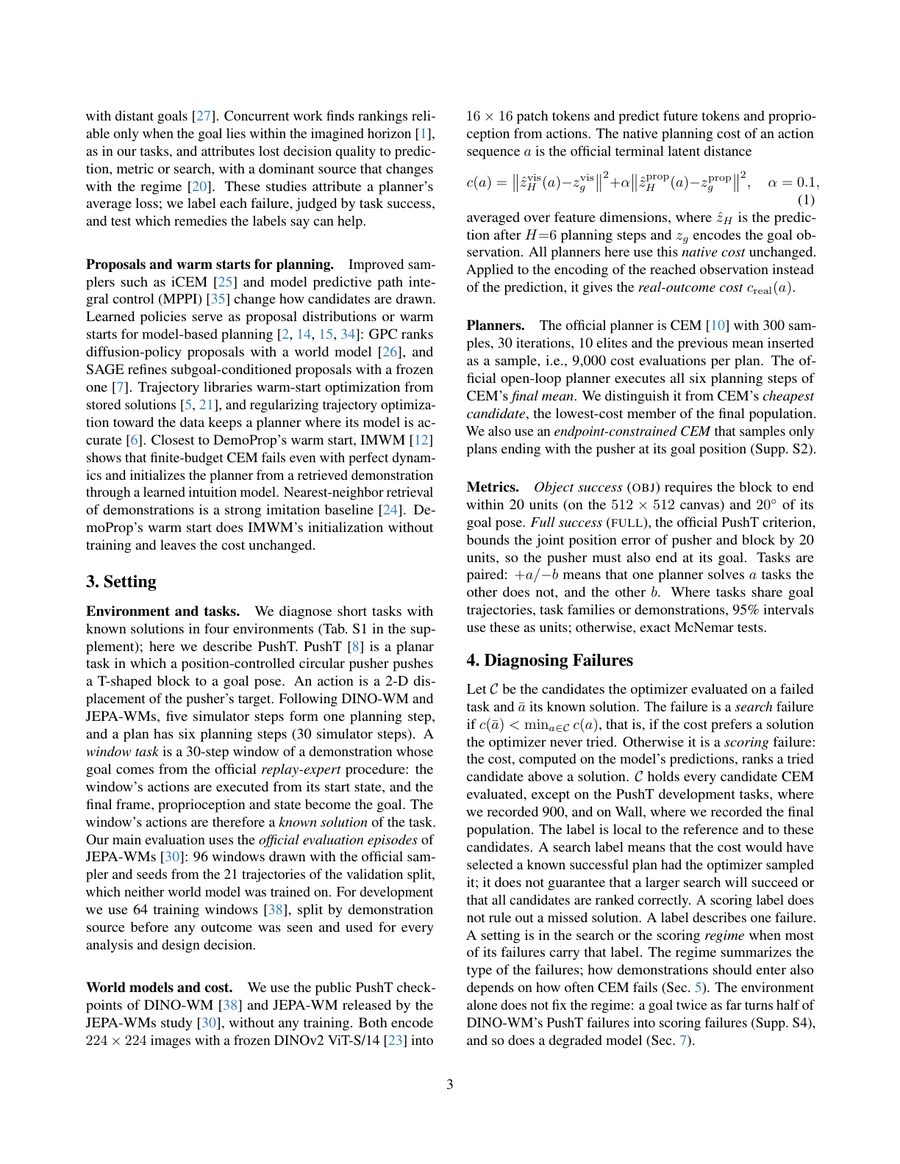 with distant goals [27]. Concurrent work finds rankings reli-
able only when the goal lies within the imagined horizon [1],
as in our tasks, and attributes lost decision quality to predic-
tion, metric or search, with a dominant source that changes
with the regime [20]. These studies attribute a planner's
average loss; we label each failure, judged by task success,
and test which remedies the labels say can help.
Proposals and warm starts for planning. Improved sam-
plers such as iCEM [25] and model predictive path inte-
gral control (MPPI) [35] change how candidates are drawn.
Learned policies serve as proposal distributions or warm
starts for model-based planning [2, 14, 15, 34]: GPC ranks
diffusion-policy proposals with a world model [26], and
SAGE refines subgoal-conditioned proposals with a frozen
one [7]. Trajectory libraries warm-start optimization from
stored solutions [5, 21], and regularizing trajectory optimiza-
tion toward the data keeps a planner where its model is ac-
curate [6]. Closest to DemoProp's warm start, IMWM [12]
shows that finite-budget CEM fails even with perfect dynam-
ics and initializes the planner from a retrieved demonstration
through a learned intuition model. Nearest-neighbor retrieval
of demonstrations is a strong imitation baseline [24]. De-
moProp's warm start does IMWM's initialization without
training and leaves the cost unchanged.
3. Setting
Environment and tasks. We diagnose short tasks with
known solutions in four environments (Tab. S1 in the sup-
plement); here we describe PushT. PushT [8] is a planar
task in which a position-controlled circular pusher pushes
a T-shaped block to a goal pose. An action is a 2-D dis-
placement of the pusher's target. Following DINO-WM and
JEPA-WMs, five simulator steps form one planning step,
and a plan has six planning steps (30 simulator steps). A
window task is a 30-step window of a demonstration whose
goal comes from the official replay-expert procedure: the
window's actions are executed from its start state, and the
final frame, proprioception and state become the goal. The
window's actions are therefore a known solution of the task.
Our main evaluation uses the official evaluation episodes of
JEPA-WMs [30]: 96 windows drawn with the official sam-
pler and seeds from the 21 trajectories of the validation split,
which neither world model was trained on. For development
we use 64 training windows [38], split by demonstration
source before any outcome was seen and used for every
analysis and design decision.
World models and cost. We use the public PushT check-
points of DINO-WM [38] and JEPA-WM released by the
JEPA-WMs study [30], without any training. Both encode
224 × 224 images with a frozen DINOv2 ViT-S/14 [23] into
16 × 16 patch tokens and predict future tokens and proprio-
ception from actions. The native planning cost of an action
sequence a is the official terminal latent distance
c(a) = ‖ẑ_H^vis(a)−z_g^vis‖² +α‖ẑ_H^prop(a)−z_g^prop‖², α = 0.1,
(1)
averaged over feature dimensions, where ẑ_H is the predic-
tion after H=6 planning steps and z_g encodes the goal ob-
servation. All planners here use this native cost unchanged.
Applied to the encoding of the reached observation instead
of the prediction, it gives the real-outcome cost c_real(a).
Planners. The official planner is CEM [10] with 300 sam-
ples, 30 iterations, 10 elites and the previous mean inserted
as a sample, i.e., 9,000 cost evaluations per plan. The of-
ficial open-loop planner executes all six planning steps of
CEM's final mean. We distinguish it from CEM's cheapest
candidate, the lowest-cost member of the final population.
We also use an endpoint-constrained CEM that samples only
plans ending with the pusher at its goal position (Supp. S2).
Metrics. Object success (OBJ) requires the block to end
within 20 units (on the 512 × 512 canvas) and 20° of its
goal pose. Full success (FULL), the official PushT criterion,
bounds the joint position error of pusher and block by 20
units, so the pusher must also end at its goal. Tasks are
paired: +a/−b means that one planner solves a tasks the
other does not, and the other b. Where tasks share goal
trajectories, task families or demonstrations, 95% intervals
use these as units; otherwise, exact McNemar tests.
4. Diagnosing Failures
Let C be the candidates the optimizer evaluated on a failed
task and ā its known solution. The failure is a search failure
if c(ā) < min_{a∈C} c(a), that is, if the cost prefers a solution
the optimizer never tried. Otherwise it is a scoring failure:
the cost, computed on the model's predictions, ranks a tried
candidate above a solution. C holds every candidate CEM
evaluated, except on the PushT development tasks, where
we recorded 900, and on Wall, where we recorded the final
population. The label is local to the reference and to these
candidates. A search label means that the cost would have
selected a known successful plan had the optimizer sampled
it; it does not guarantee that a larger search will succeed or
that all candidates are ranked correctly. A scoring label does
not rule out a missed solution. A label describes one failure.
A setting is in the search or the scoring regime when most
of its failures carry that label. The regime summarizes the
type of the failures; how demonstrations should enter also
depends on how often CEM fails (Sec. 5). The environment
alone does not fix the regime: a goal twice as far turns half of
DINO-WM's PushT failures into scoring failures (Supp. S4),
and so does a degraded model (Sec. 7).
3